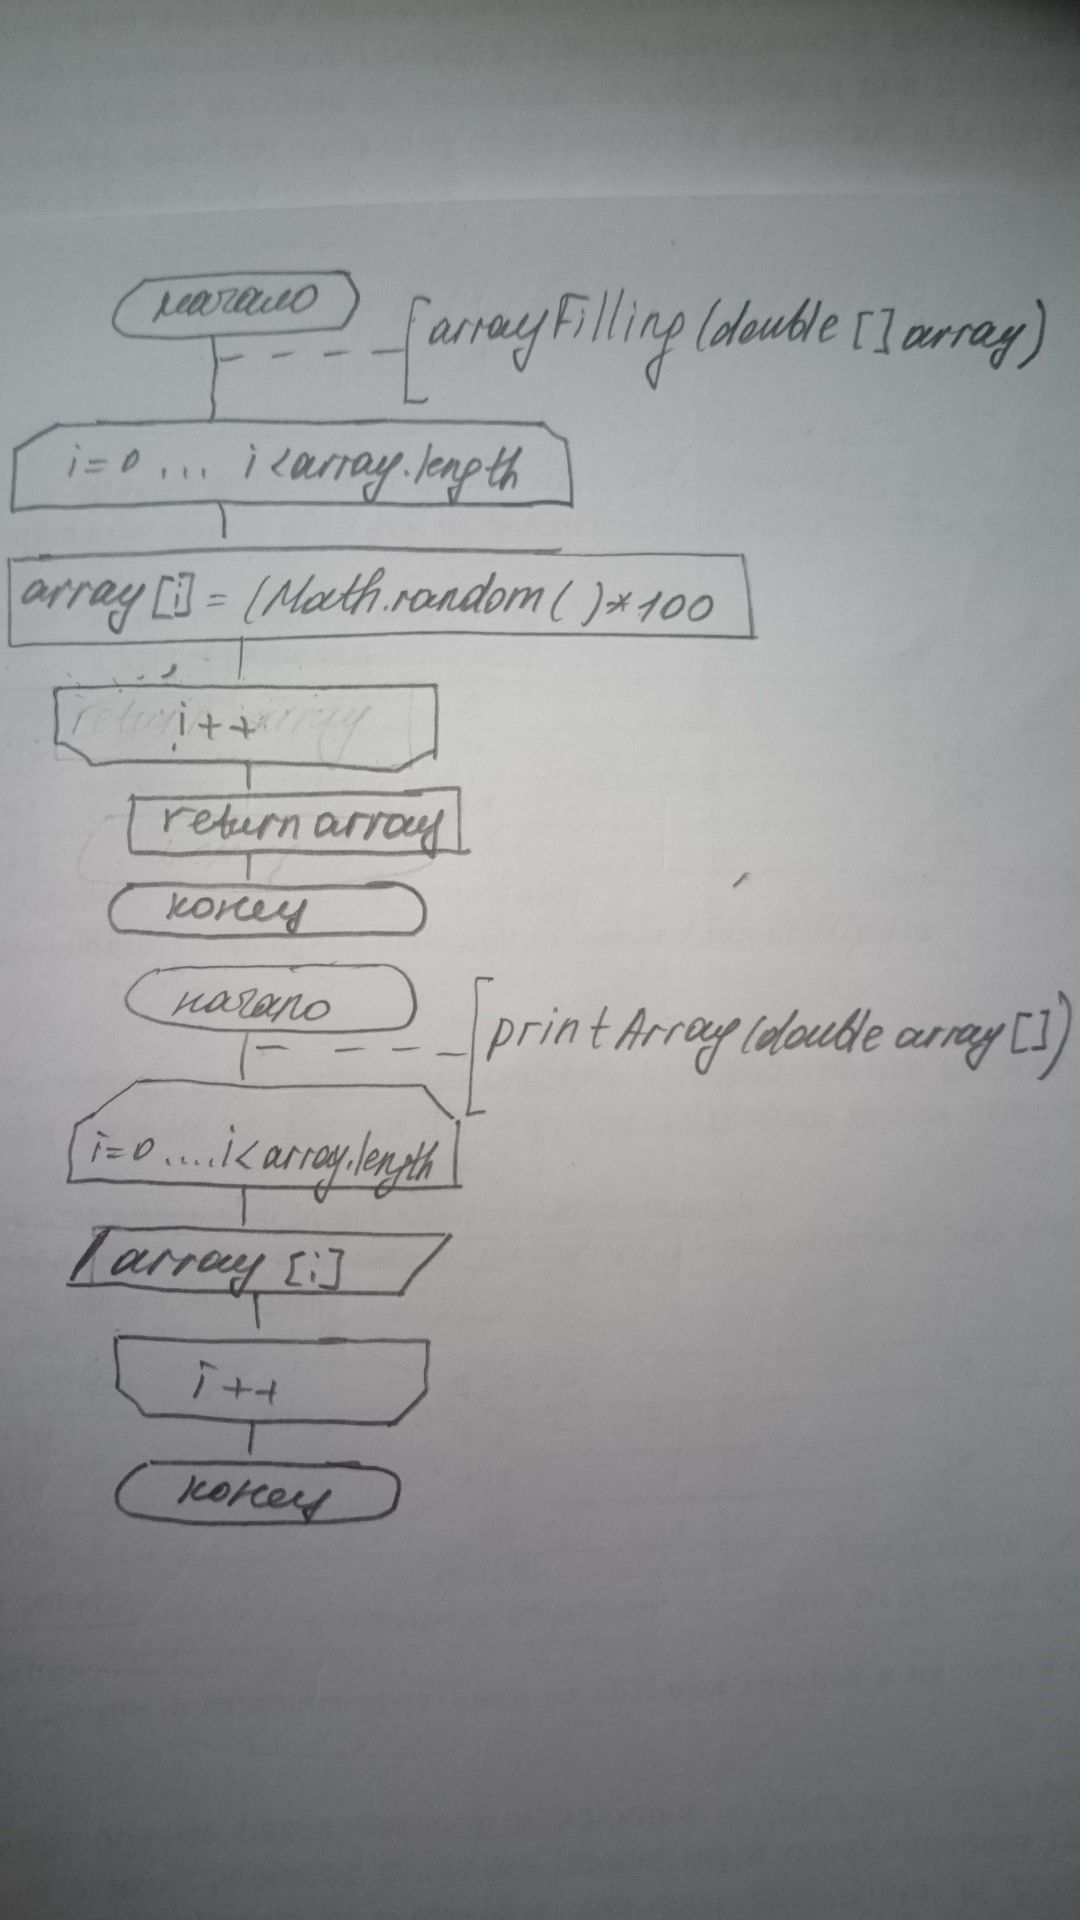 начало
arrayFilling(double [] array)
i=0 ... i<array.length
array[i] = (Math.random()*100
i++
return array
конец
начало
printArray(double array[])
i=0 .... i<array.length
array [i]
i++
конец